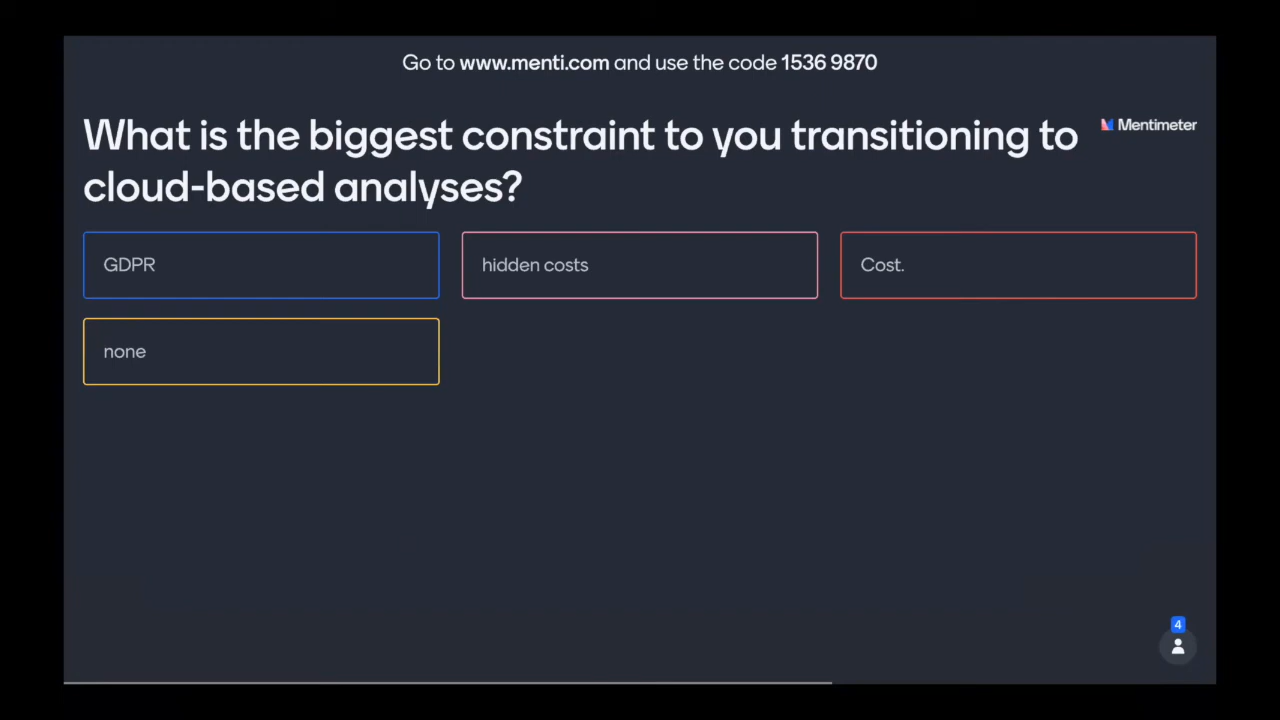 Go to www.menti.com and use the code 1536 9870
What is the biggest constraint to you transitioning to
cloud-based analyses?
Mentimeter
GDPR
hidden costs
Cost.
none
4